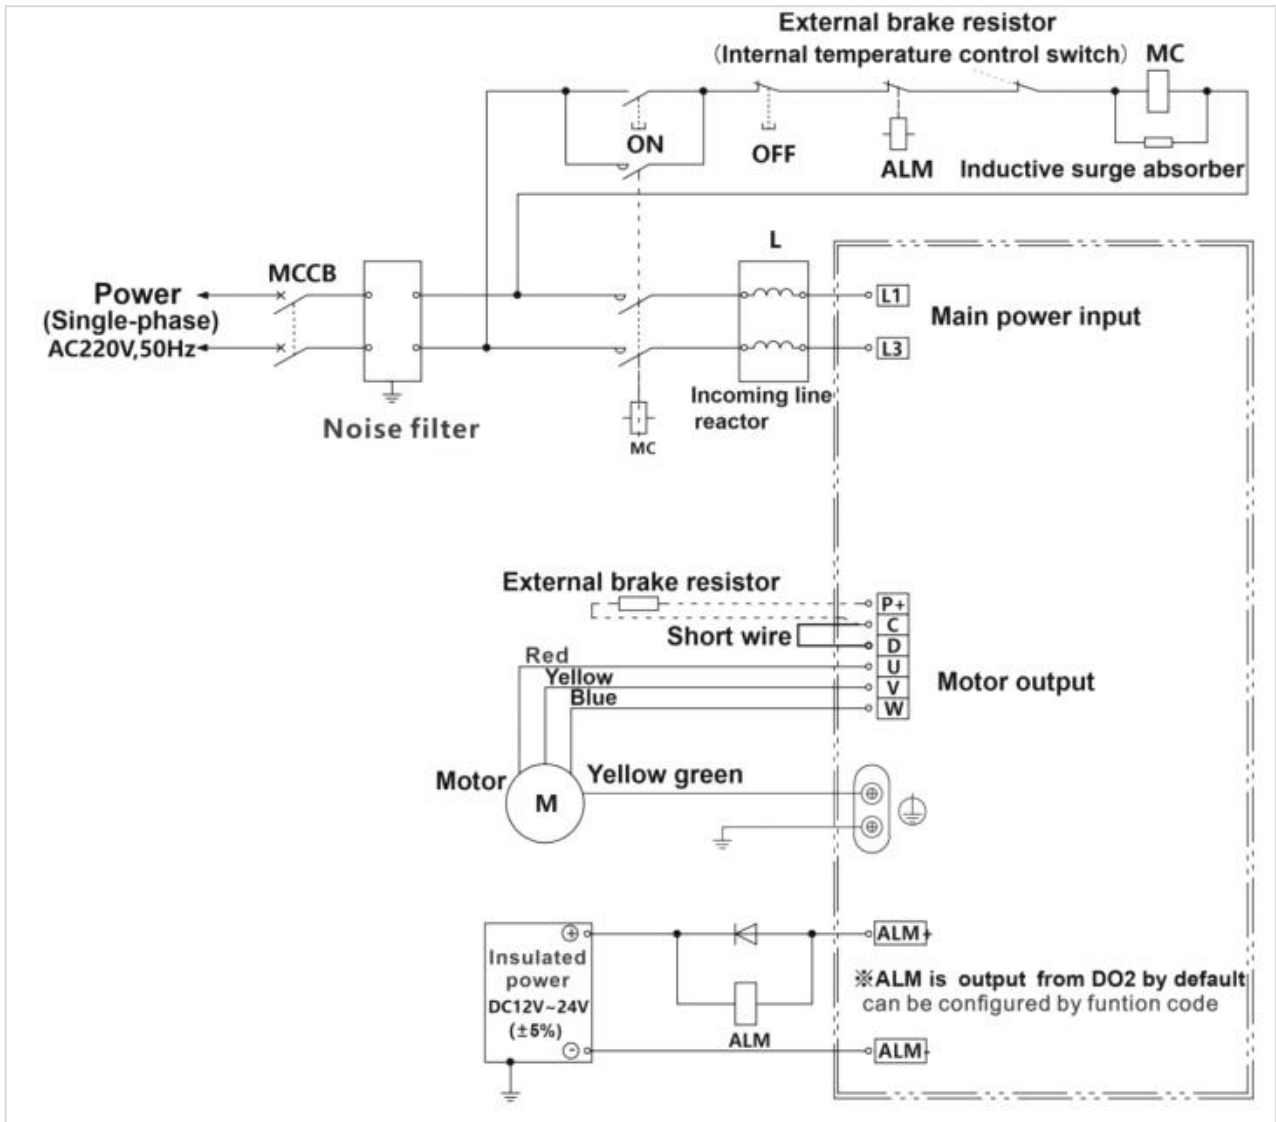 External brake resistor
(Internal temperature control switch) MC
ON
OFF
ALM
Inductive surge absorber
L
MCCB
Power
(Single-phase)
AC220V,50Hz
L1
Main power input
L3
Incoming line
reactor
Noise filter
MC
External brake resistor
P+
C
Short wire
D
Red
U
Yellow
V
Motor output
Blue
W
Motor
M
Yellow green
ALM+
Insulated
power
DC12V~24V
(±5%)
ALM
※ALM is output from DO2 by default
can be configured by funtion code
ALM-